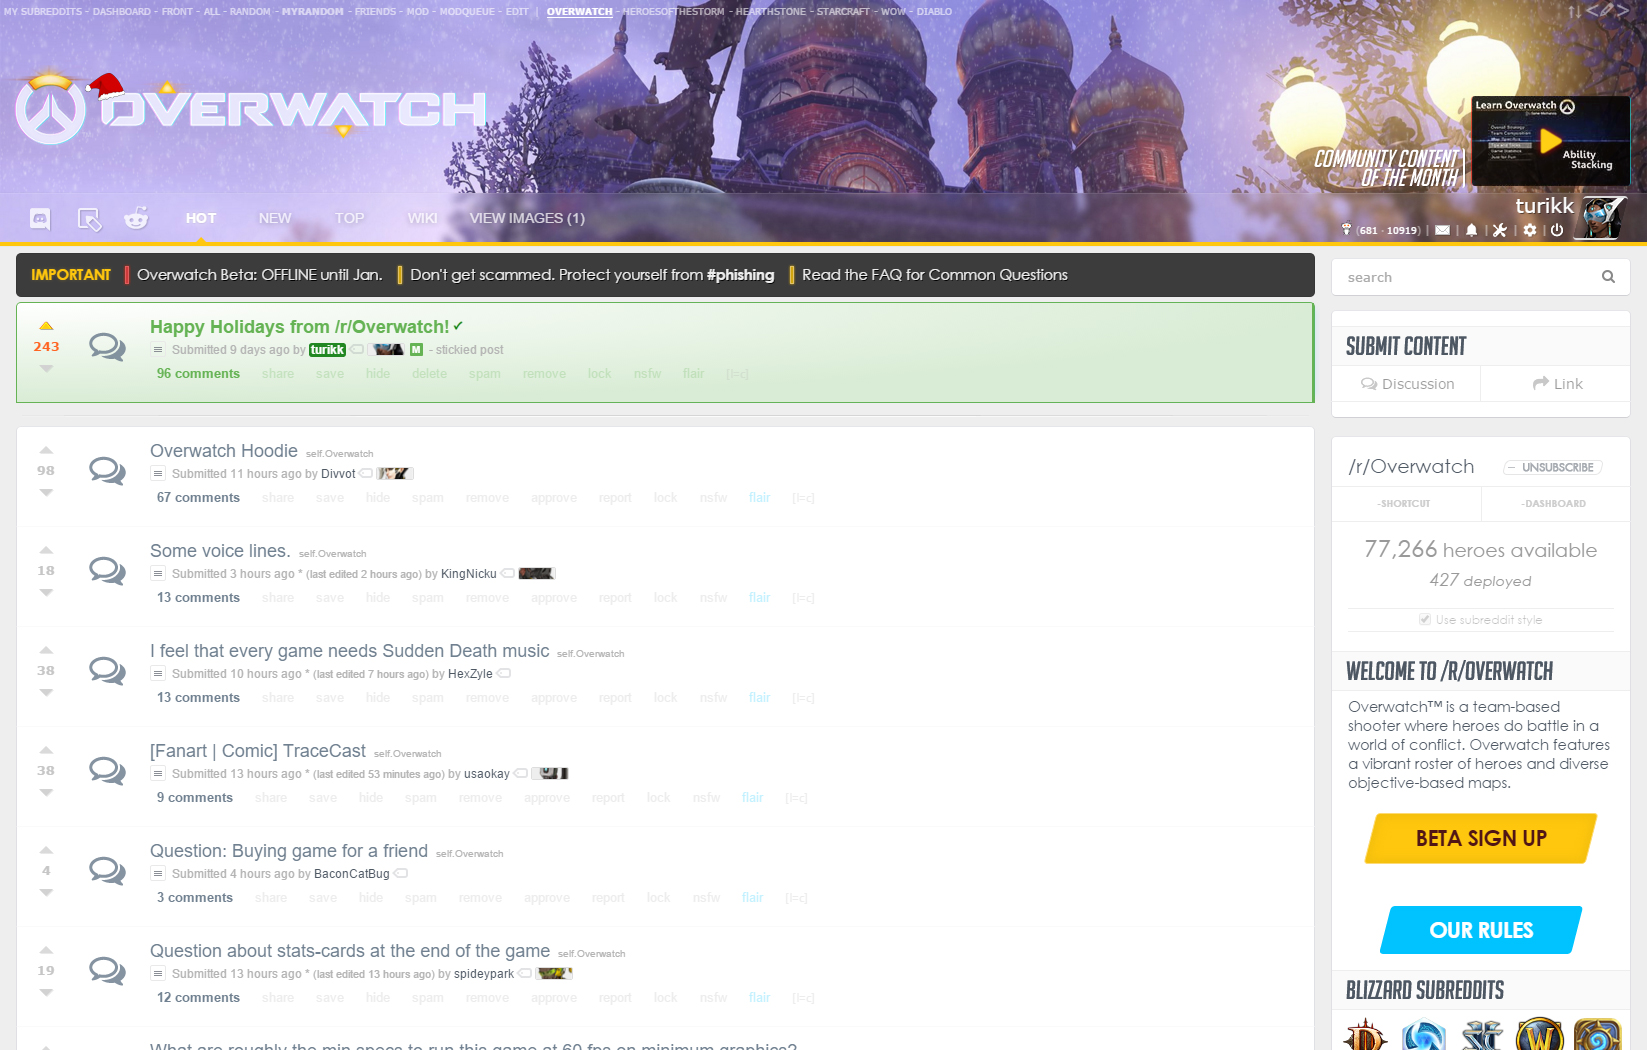 MY SUBREDDITS - DASHBOARD - FRONT - ALL - RANDOM - MYRANDOM - FRIENDS - MOD - MODQUEUE - EDIT | OVERWATCH - HEROESOFTHESTORM - HEARTHSTONE - STARCRAFT - WOW - DIABLO
OVERWATCH
Learn Overwatch
Ability
Stacking
COMMUNITY CONTENT
OF THE MONTH
HOT NEW TOP WIKI VIEW IMAGES (1)
turikk
(681 · 10919)
IMPORTANT Overwatch Beta: OFFLINE until Jan. Don't get scammed. Protect yourself from #phishing Read the FAQ for Common Questions
243
Happy Holidays from /r/Overwatch!
Submitted 9 days ago by turikk M - stickied post
96 comments share save hide delete spam remove lock nsfw flair [l=c]
98
Overwatch Hoodie self.Overwatch
Submitted 11 hours ago by Divvot
67 comments share save hide spam remove approve report lock nsfw flair [l=c]
18
Some voice lines. self.Overwatch
Submitted 3 hours ago * (last edited 2 hours ago) by KingNicku
13 comments share save hide spam remove approve report lock nsfw flair [l=c]
38
I feel that every game needs Sudden Death music self.Overwatch
Submitted 10 hours ago * (last edited 7 hours ago) by HexZyle
13 comments share save hide spam remove approve report lock nsfw flair [l=c]
38
[Fanart | Comic] TraceCast self.Overwatch
Submitted 13 hours ago * (last edited 53 minutes ago) by usaokay
9 comments share save hide spam remove approve report lock nsfw flair [l=c]
4
Question: Buying game for a friend self.Overwatch
Submitted 4 hours ago by BaconCatBug
3 comments share save hide spam remove approve report lock nsfw flair [l=c]
19
Question about stats-cards at the end of the game self.Overwatch
Submitted 13 hours ago * (last edited 13 hours ago) by spideypark
12 comments share save hide spam remove approve report lock nsfw flair [l=c]
What are roughly the min specs to run this game at 60 fps on minimum graphics?
search
SUBMIT CONTENT
Discussion Link
/r/Overwatch – UNSUBSCRIBE
-SHORTCUT -DASHBOARD
77,266 heroes available
427 deployed
Use subreddit style
WELCOME TO /R/OVERWATCH
Overwatch™ is a team-based
shooter where heroes do battle in a
world of conflict. Overwatch features
a vibrant roster of heroes and diverse
objective-based maps.
BETA SIGN UP
OUR RULES
BLIZZARD SUBREDDITS